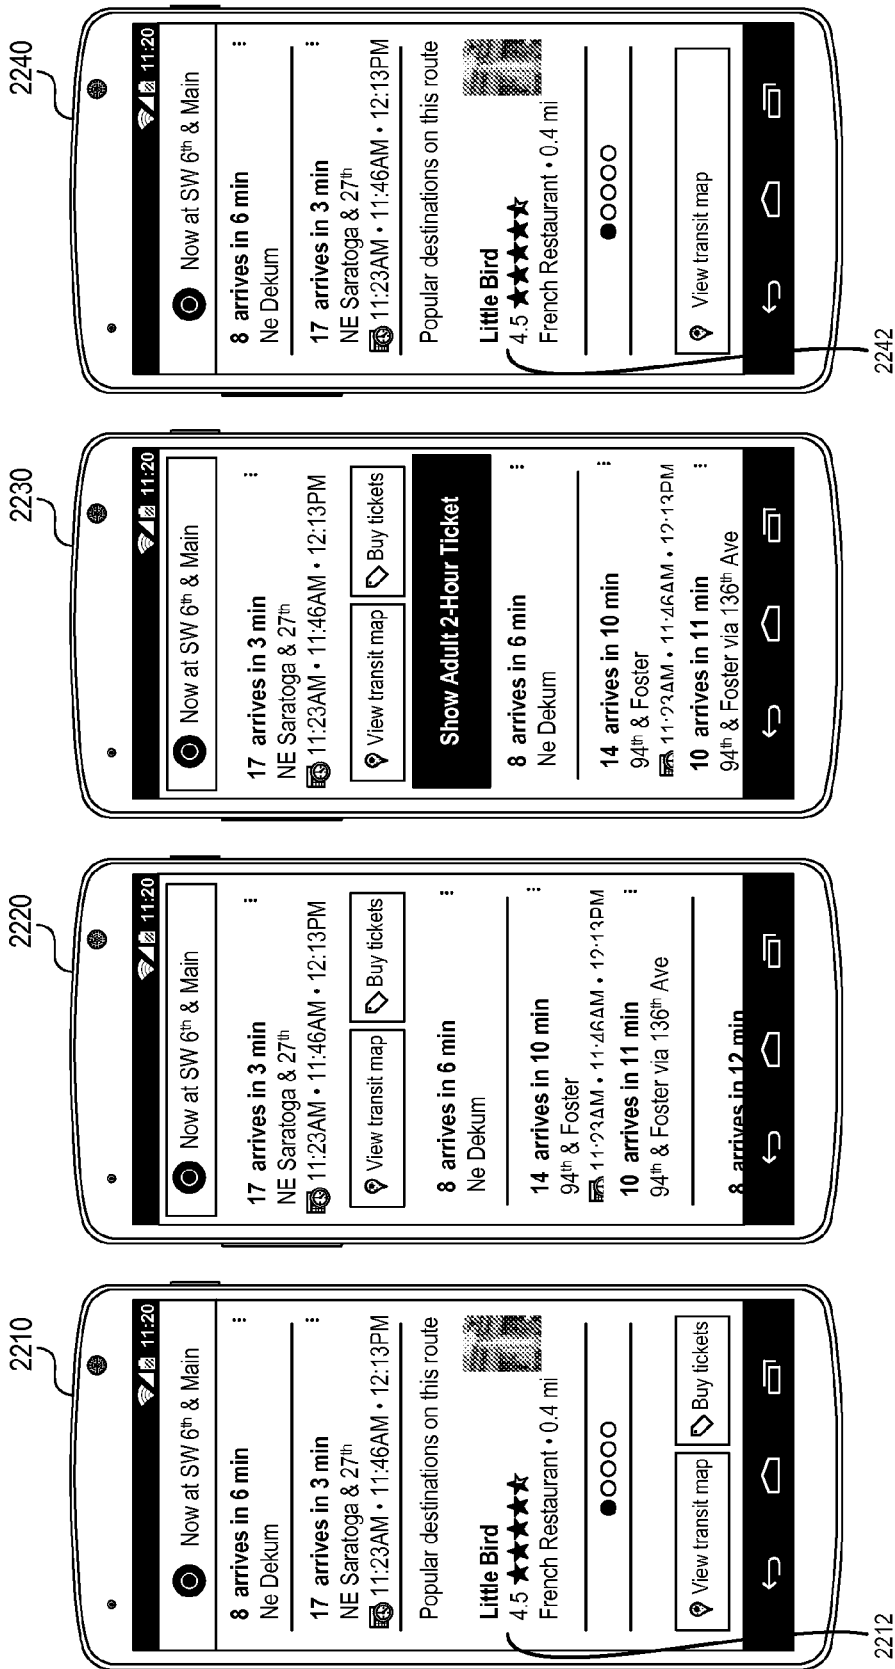 2210
11:20
Now at SW 6th & Main
8 arrives in 6 min
Ne Dekum
17 arrives in 3 min
NE Saratoga & 27th
11:23AM • 11:46AM • 12:13PM
Popular destinations on this route
Little Bird
4.5 ★★★★★
French Restaurant • 0.4 mi
View transit map
Buy tickets
2212
2220
11:20
Now at SW 6th & Main
17 arrives in 3 min
NE Saratoga & 27th
11:23AM • 11:46AM • 12:13PM
View transit map
Buy tickets
8 arrives in 6 min
Ne Dekum
14 arrives in 10 min
94th & Foster
11:23AM • 11:46AM • 12:13PM
10 arrives in 11 min
94th & Foster via 136th Ave
8 arrives in 12 min
2230
11:20
Now at SW 6th & Main
17 arrives in 3 min
NE Saratoga & 27th
11:23AM • 11:46AM • 12:13PM
View transit map
Buy tickets
Show Adult 2-Hour Ticket
8 arrives in 6 min
Ne Dekum
14 arrives in 10 min
94th & Foster
11:23AM • 11:46AM • 12:13PM
10 arrives in 11 min
94th & Foster via 136th Ave
2240
11:20
Now at SW 6th & Main
8 arrives in 6 min
Ne Dekum
17 arrives in 3 min
NE Saratoga & 27th
11:23AM • 11:46AM • 12:13PM
Popular destinations on this route
Little Bird
4.5 ★★★★★
French Restaurant • 0.4 mi
View transit map
2242